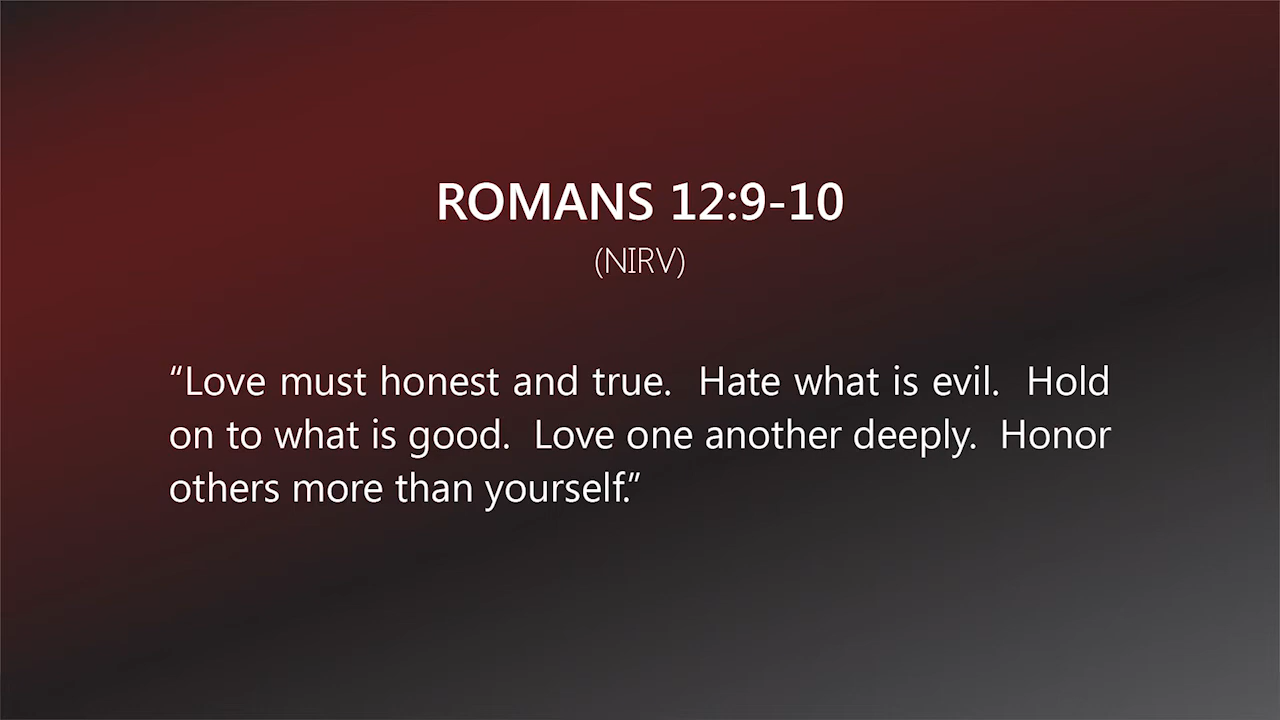 ROMANS 12:9-10
(NIRV)
“Love must honest and true.  Hate what is evil.  Hold
on to what is good.  Love one another deeply.  Honor
others more than yourself.”